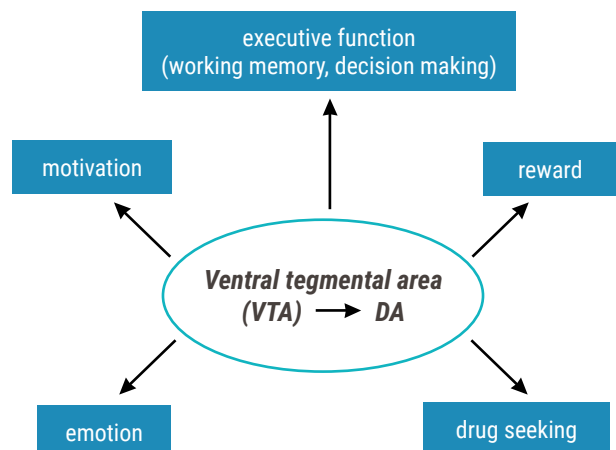 executive function
(working memory, decision making)
motivation
reward
Ventral tegmental area
(VTA) → DA
emotion
drug seeking